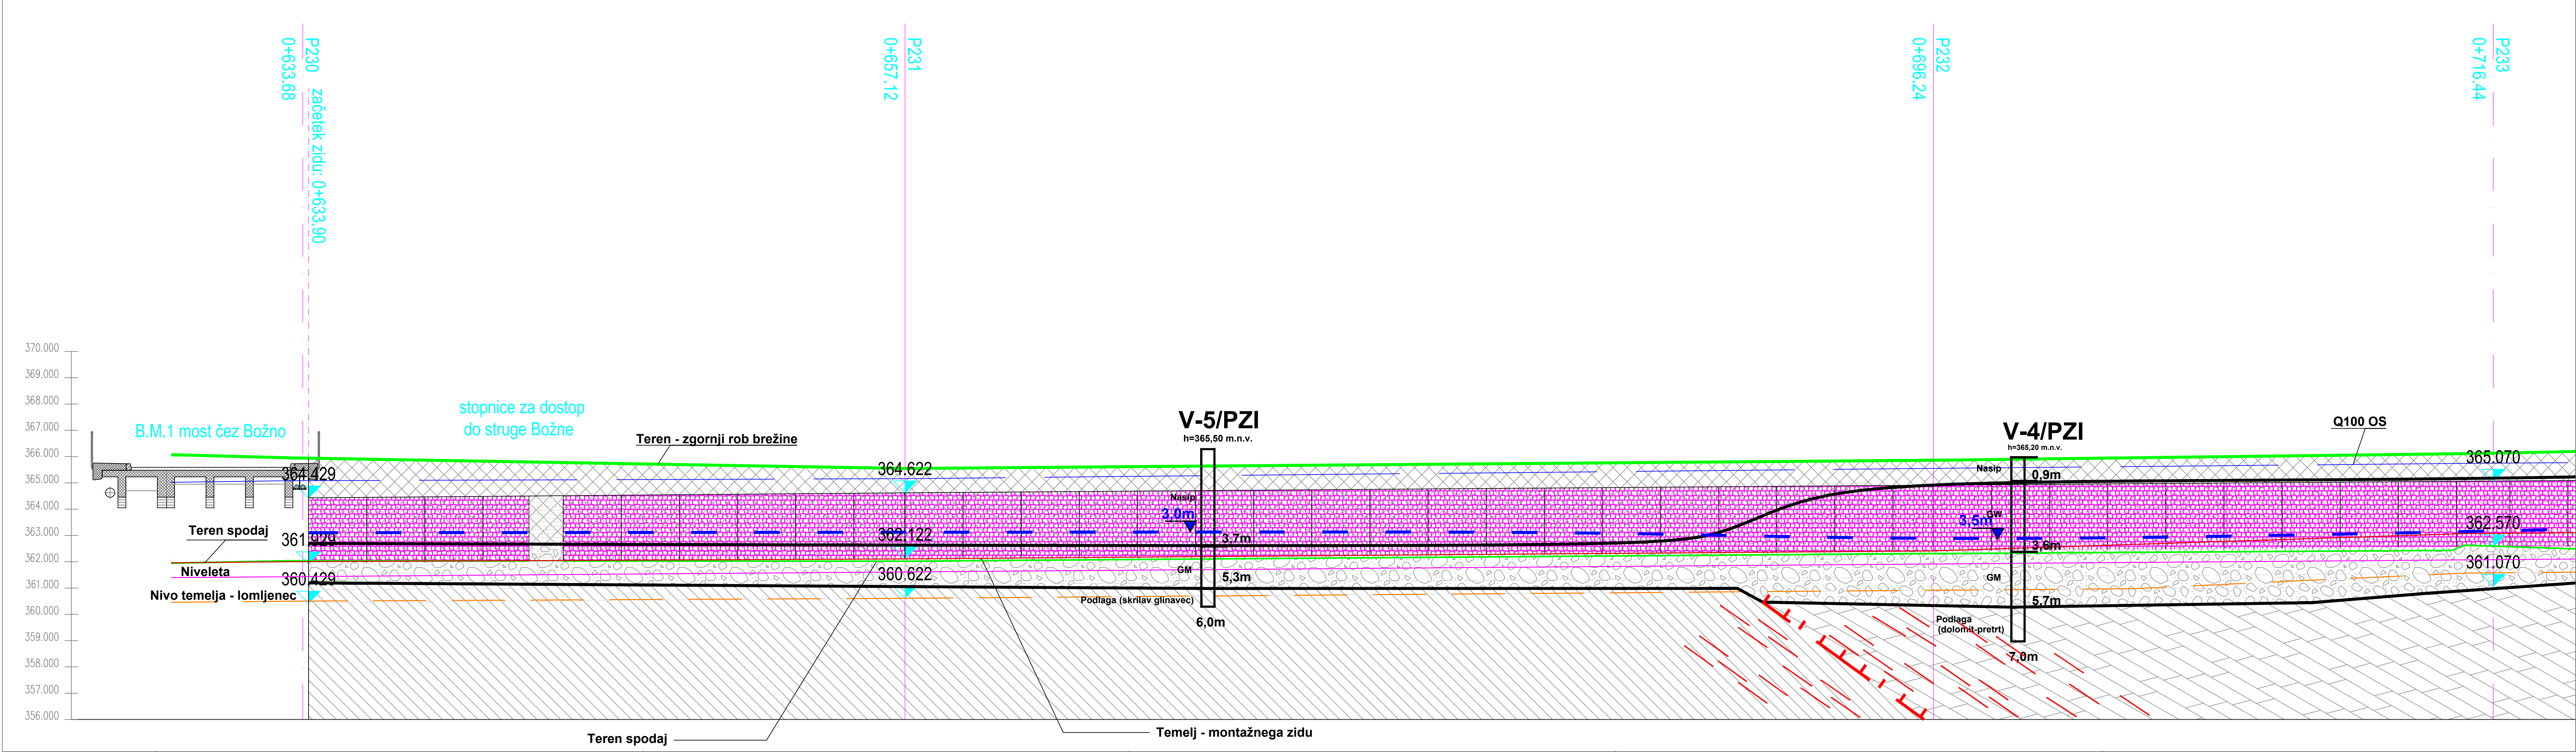 P230
0+633.68
začetek zidu: 0+633.90
P231
0+657.12
P232
0+696.24
P233
0+716.44
370.000
369.000
368.000
367.000
366.000
365.000
364.000
363.000
362.000
361.000
360.000
359.000
358.000
357.000
356.000
B.M.1 most čez Božno
stopnice za dostop
do struge Božne
Teren - zgornji rob brežine
V-5/PZI
h=365,50 m.n.v.
V-4/PZI
h=365,20 m.n.v.
Q100 OS
364.429
364.622
365.070
Nasip
0,9m
Nasip
3,0m
GW
3,5m
Teren spodaj
361.929
362.122
362.570
3.7m
3,6m
Niveleta
360.429
360.622
361.070
GM
5,3m
GM
Nivo temelja - lomljenec
Podlaga (skrilav glinavec)
5,7m
6,0m
Podlaga
(dolomit-pretrt)
7,0m
Teren spodaj
Temelj - montažnega zidu